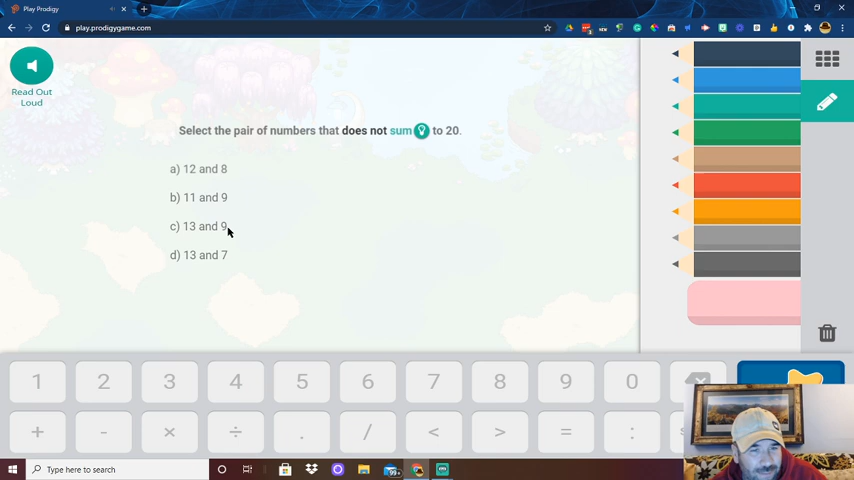 Play Prodigy
play.prodigygame.com
Read Out
Loud
Select the pair of numbers that does not sum to 20.
a) 12 and 8
b) 11 and 9
c) 13 and 9
d) 13 and 7
1 2 3 4 5 6 7 8 9 0
+ - × ÷ . / < > = :
Type here to search